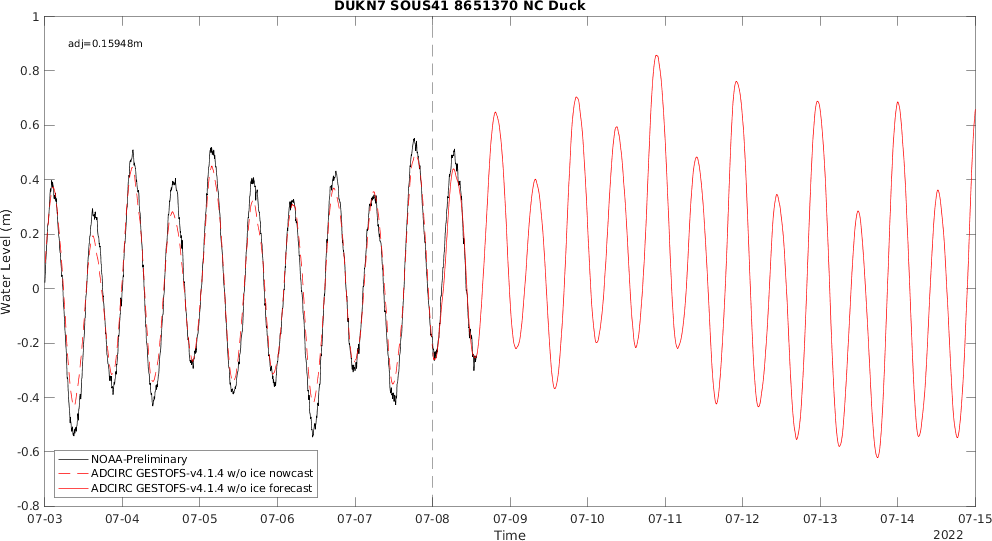 DUKN7 SOUS41 8651370 NC Duck
adj=0.15948m
1
0.8
0.6
0.4
0.2
0
-0.2
-0.4
-0.6
-0.8
Water Level (m)
NOAA-Preliminary
ADCIRC GESTOFS-v4.1.4 w/o ice nowcast
ADCIRC GESTOFS-v4.1.4 w/o ice forecast
07-03 07-04 07-05 07-06 07-07 07-08 07-09 07-10 07-11 07-12 07-13 07-14 07-15
Time
2022